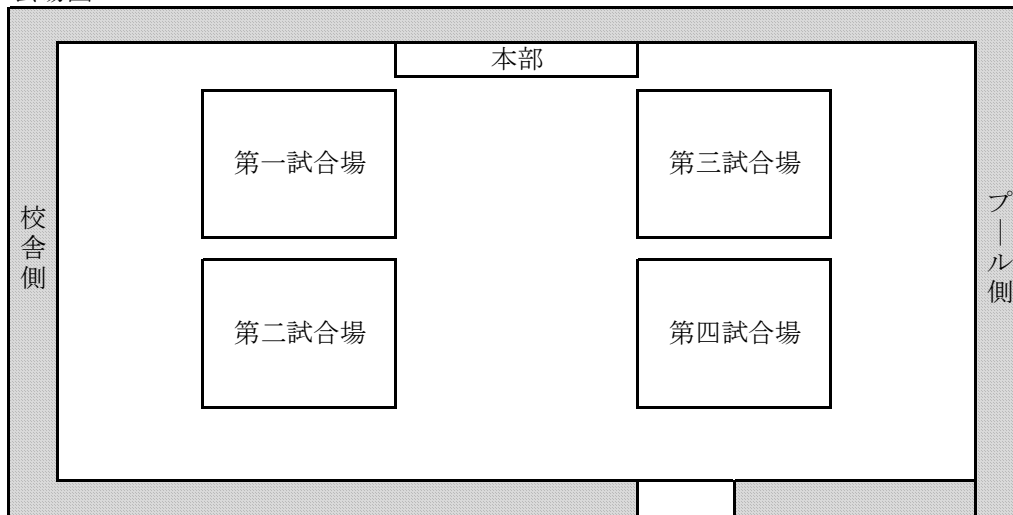 本部
第一試合場
第三試合場
校舎側
プール側
第二試合場
第四試合場